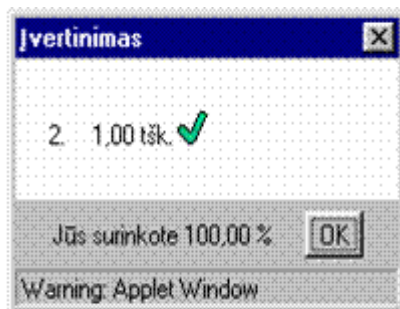 Įvertinimas
2. 1,00 tšk.
Jūs surinkote 100,00 % OK
Warning: Applet Window